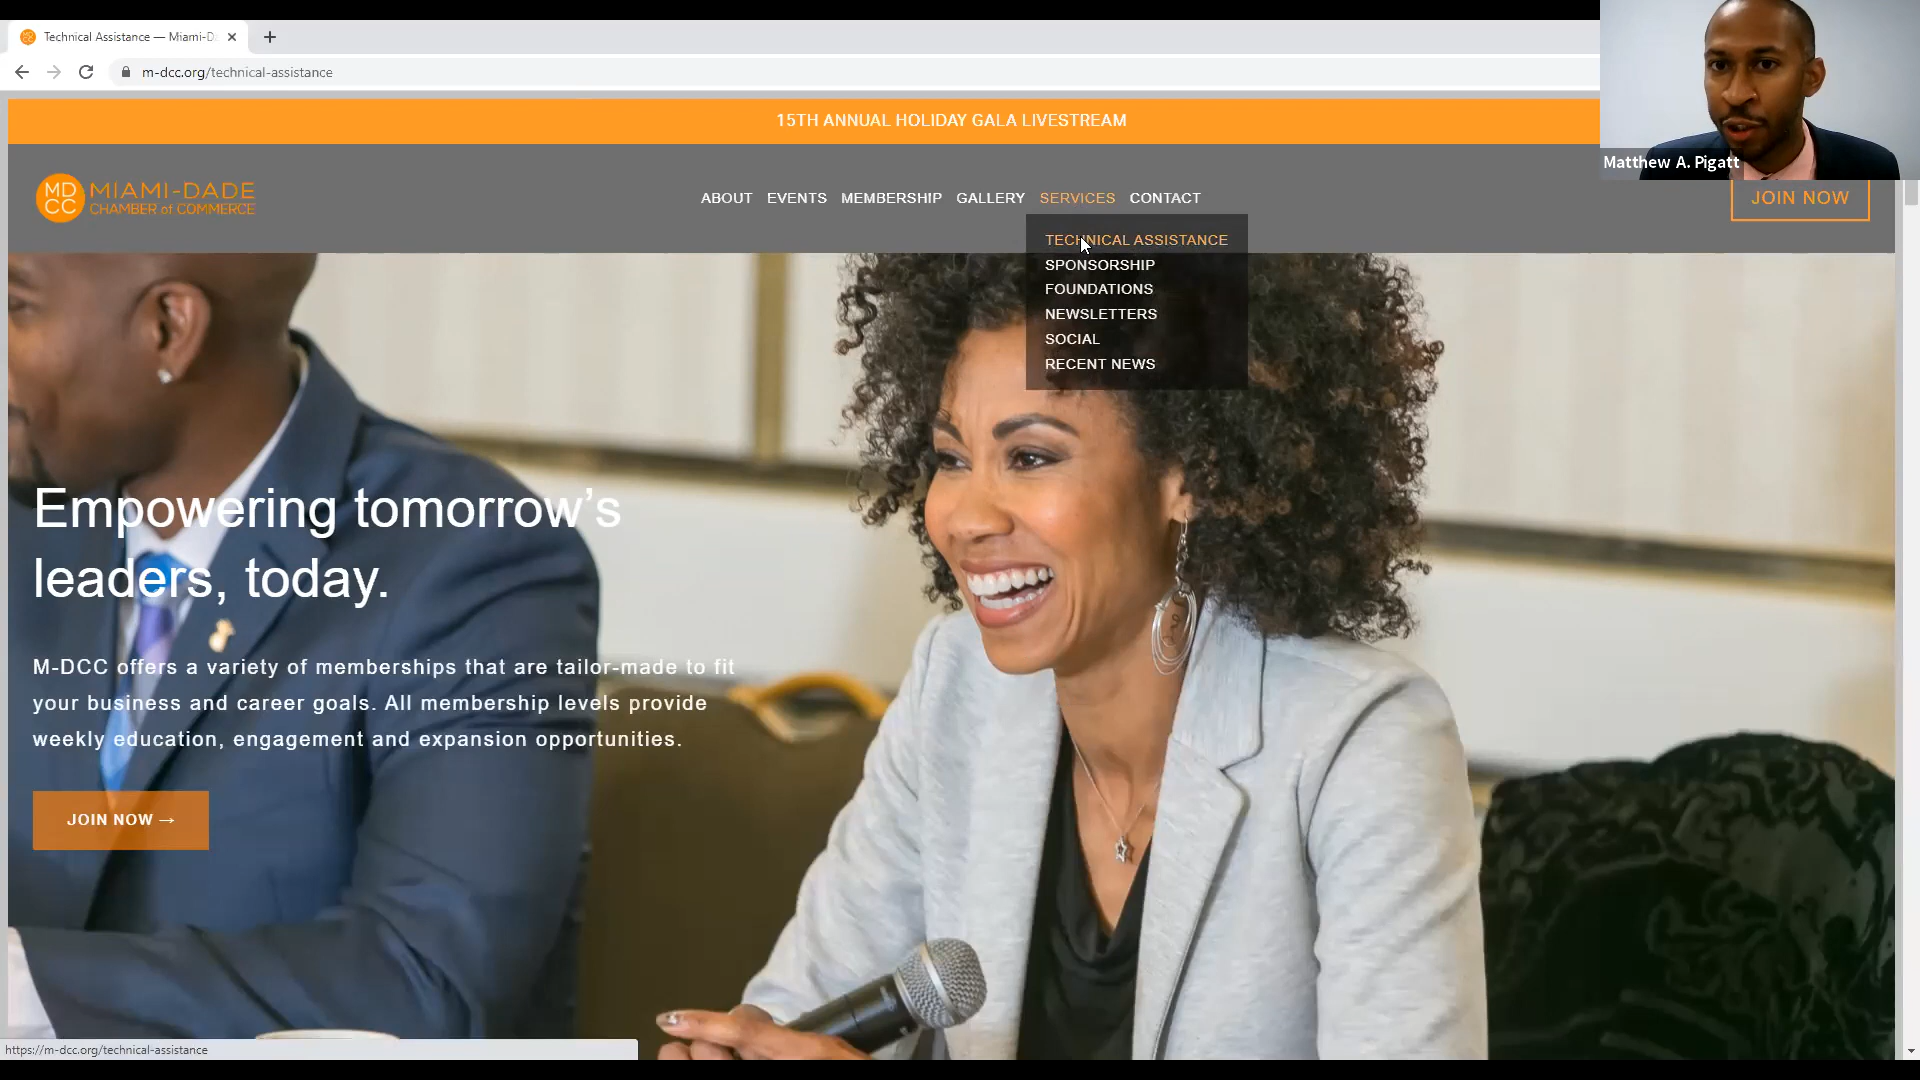 Technical Assistance — Miami-D
m-dcc.org/technical-assistance
15TH ANNUAL HOLIDAY GALA LIVESTREAM
Matthew A. Pigatt
MD
CC
MIAMI-DADE
CHAMBER of COMMERCE
ABOUT EVENTS MEMBERSHIP GALLERY SERVICES CONTACT
JOIN NOW
TECHNICAL ASSISTANCE
SPONSORSHIP
FOUNDATIONS
NEWSLETTERS
SOCIAL
RECENT NEWS
Empowering tomorrow’s
leaders, today.
M-DCC offers a variety of memberships that are tailor-made to fit
your business and career goals. All membership levels provide
weekly education, engagement and expansion opportunities.
JOIN NOW →
https://m-dcc.org/technical-assistance